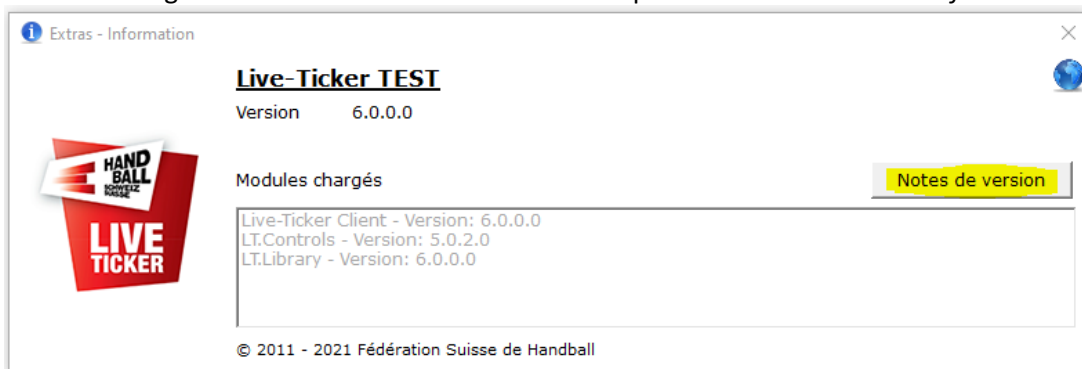 Extras - Information
Live-Ticker TEST
Version 6.0.0.0
HAND
BALL
SCHWEIZ
SUISSE
LIVE
TICKER
Modules chargés
Notes de version
Live-Ticker Client - Version: 6.0.0.0
LT.Controls - Version: 5.0.2.0
LT.Library - Version: 6.0.0.0
© 2011 - 2021 Fédération Suisse de Handball